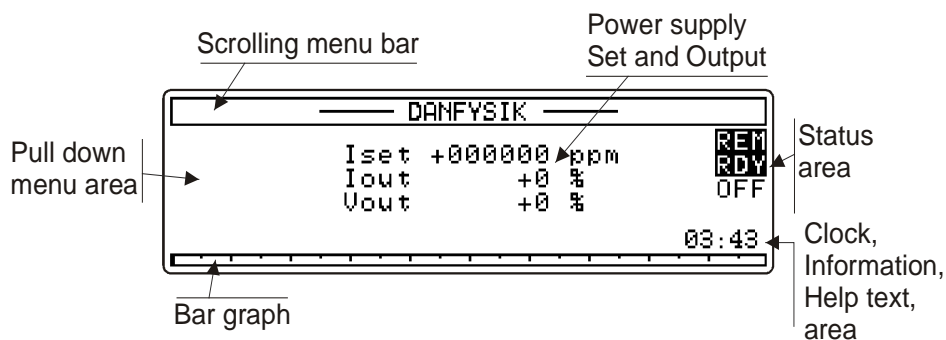 Scrolling menu bar
Power supply
Set and Output
DANFYSIK
Pull down
menu area
Iset +000000 ppm
Iout +0 %
Vout +0 %
REM
RDY
OFF
Status
area
03:43
Clock,
Information,
Help text,
area
Bar graph